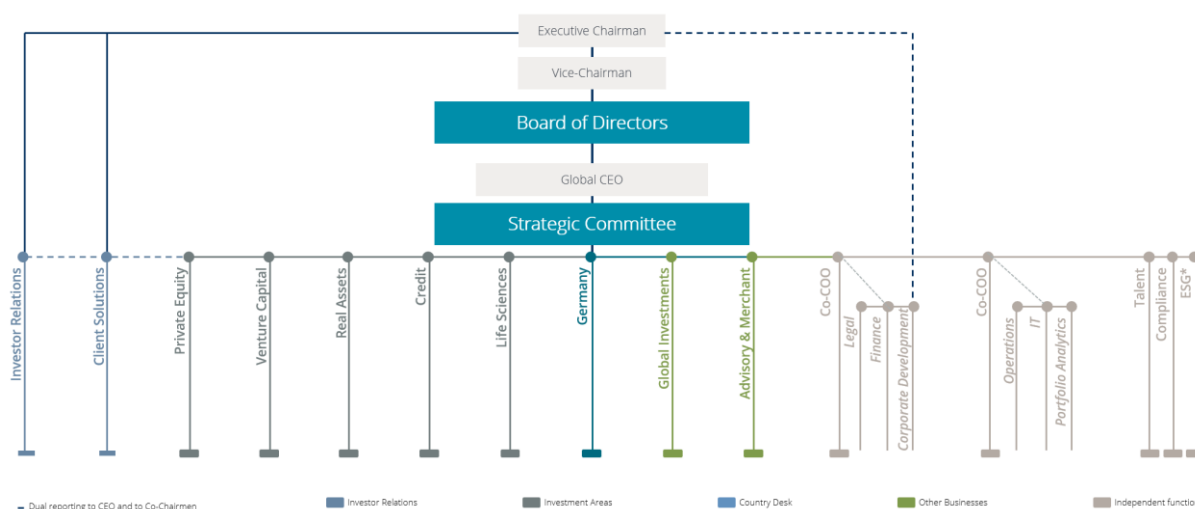 Executive Chairman
Vice-Chairman
Board of Directors
Global CEO
Strategic Committee
Investor Relations
Client Solutions
Private Equity
Venture Capital
Real Assets
Credit
Life Sciences
Germany
Global Investments
Advisory & Merchant
Co-COO
Legal
Finance
Corporate Development
Co-COO
Operations
IT
Portfolio Analytics
Talent
Compliance
ESG*
Dual reporting to CEO and to Co-Chairmen
Investor Relations
Investment Areas
Country Desk
Other Businesses
Independent